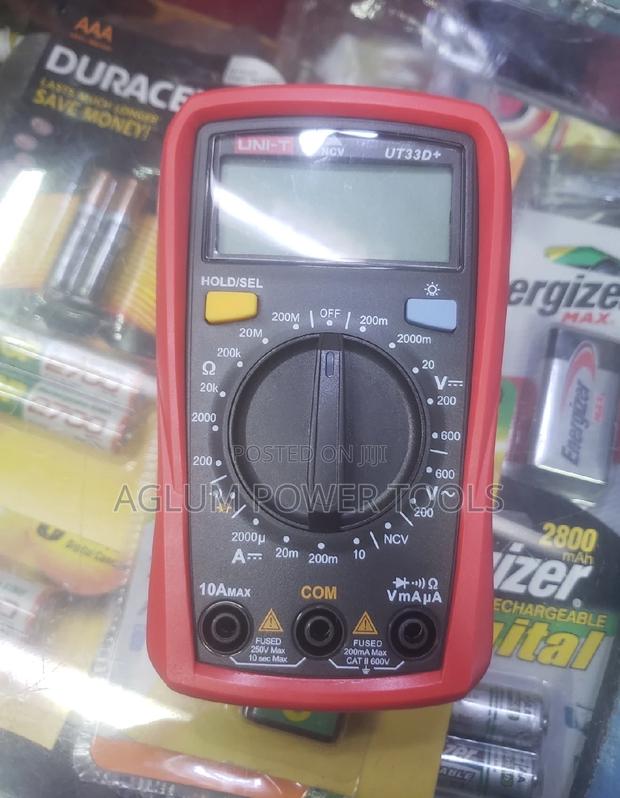 AAA
DURACE
LASTS MUCH LONGER
SAVE MONEY!
UNI-T
NCV
UT33D+
HOLD/SEL
OFF
200m
2000m
20
V
200
600
600
V~
200
NCV
10
200m
20m
2000μ
A
200
2000
20k
Ω
200k
20M
200M
10AMAX
COM
Ω
VmAμA
FUSED
250V Max
10 sec Max
FUSED
200mA Max
CAT II 600V
ergize
MAX
Energizer
2800
mAh
izer
RECHARGEABLE
ital
POSTED ON JIJI
AGLUM POWER TOOLS